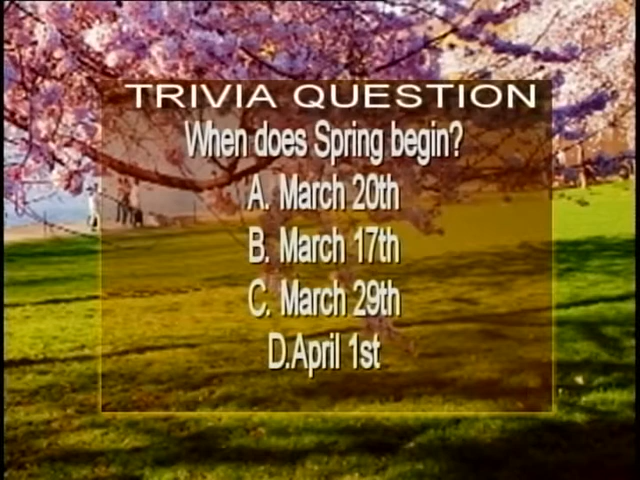 TRIVIA QUESTION
When does Spring begin?
A. March 20th
B. March 17th
C. March 29th
D.April 1st